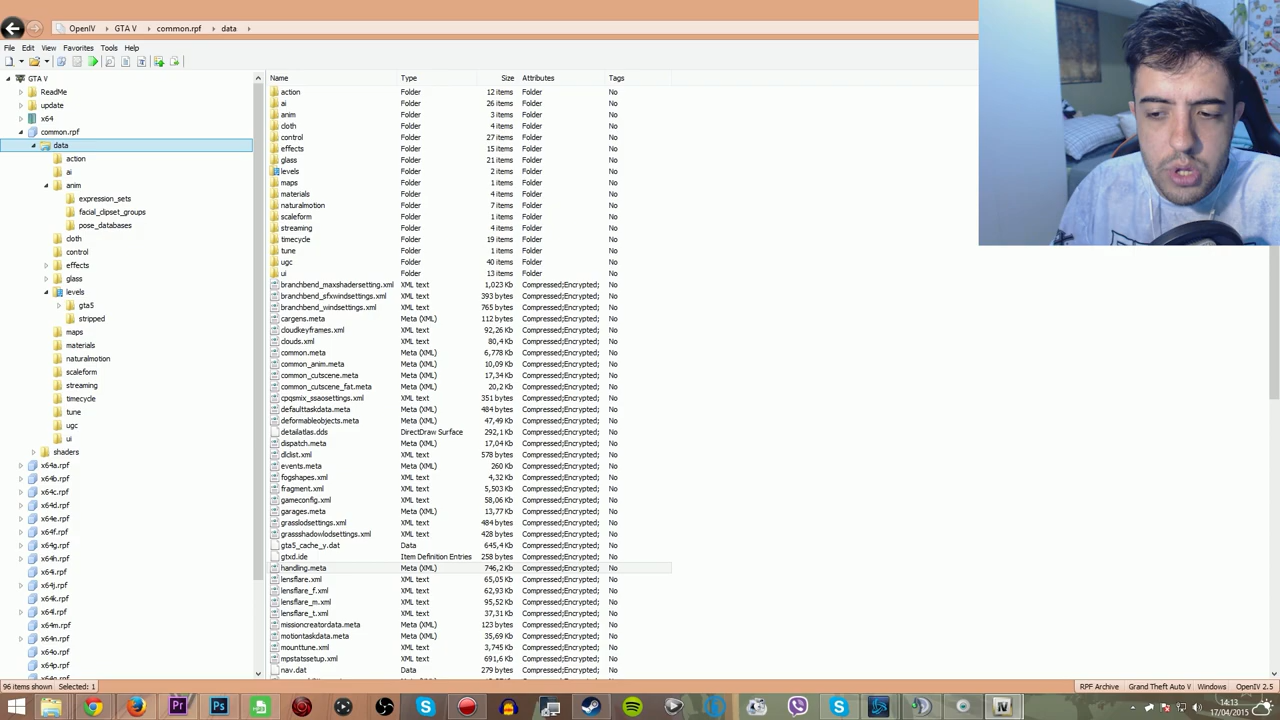 OpenIV GTA V common.rpf data
File Edit View Favorites Tools Help
GTA V
ReadMe
update
x64
common.rpf
data
action
ai
anim
expression_sets
facial_clipset_groups
pose_databases
cloth
control
effects
glass
levels
gta5
stripped
maps
materials
naturalmotion
scaleform
streaming
timecycle
tune
ugc
ui
shaders
x64a.rpf
x64b.rpf
x64c.rpf
x64d.rpf
x64e.rpf
x64f.rpf
x64g.rpf
x64h.rpf
x64i.rpf
x64j.rpf
x64k.rpf
x64l.rpf
x64m.rpf
x64n.rpf
x64o.rpf
x64p.rpf
Name Type Size Attributes Tags
action Folder 12 items No
ai Folder 26 items No
anim Folder 3 items No
cloth Folder 4 items No
control Folder 27 items No
effects Folder 15 items No
glass Folder 21 items No
levels Folder 2 items No
maps Folder 1 items No
materials Folder 4 items No
naturalmotion Folder 7 items No
scaleform Folder 1 items No
streaming Folder 4 items No
timecycle Folder 19 items No
tune Folder 1 items No
ugc Folder 40 items No
ui Folder 13 items No
branchbend_maxshadersetting.xml XML text 1,023 Kb Compressed;Encrypted; No
branchbend_sfxwindsettings.xml XML text 393 bytes Compressed;Encrypted; No
branchbend_windsettings.xml XML text 765 bytes Compressed;Encrypted; No
cargens.meta Meta (XML) 112 bytes Compressed;Encrypted; No
cloudkeyframes.xml XML text 92,26 Kb Compressed;Encrypted; No
clouds.xml XML text 80,4 Kb Compressed;Encrypted; No
common.meta Meta (XML) 6,778 Kb Compressed;Encrypted; No
common_anim.meta Meta (XML) 10,09 Kb Compressed;Encrypted; No
common_cutscene.meta Meta (XML) 17,34 Kb Compressed;Encrypted; No
common_cutscene_fat.meta Meta (XML) 20,2 Kb Compressed;Encrypted; No
cpqsmix_ssaosettings.xml XML text 351 bytes Compressed;Encrypted; No
defaulttaskdata.meta Meta (XML) 484 bytes Compressed;Encrypted; No
deformableobjects.meta Meta (XML) 47,49 Kb Compressed;Encrypted; No
detailatlas.dds DirectDraw Surface 292,1 Kb Compressed;Encrypted; No
dispatch.meta Meta (XML) 17,04 Kb Compressed;Encrypted; No
dlclist.xml XML text 578 bytes Compressed;Encrypted; No
events.meta Meta (XML) 260 Kb Compressed;Encrypted; No
fogshapes.xml XML text 4,32 Kb Compressed;Encrypted; No
fragment.xml XML text 5,503 Kb Compressed;Encrypted; No
gameconfig.xml XML text 58,06 Kb Compressed;Encrypted; No
garages.meta Meta (XML) 13,77 Kb Compressed;Encrypted; No
grasslodsettings.xml XML text 484 bytes Compressed;Encrypted; No
grassshadowlodsettings.xml XML text 428 bytes Compressed;Encrypted; No
gta5_cache_y.dat Data 645,4 Kb Compressed;Encrypted; No
gtxd.ide Item Definition Entries 258 bytes Compressed;Encrypted; No
handling.meta Meta (XML) 746,2 Kb Compressed;Encrypted; No
lensflare.xml XML text 65,05 Kb Compressed;Encrypted; No
lensflare_f.xml XML text 62,93 Kb Compressed;Encrypted; No
lensflare_m.xml XML text 95,52 Kb Compressed;Encrypted; No
lensflare_t.xml XML text 37,31 Kb Compressed;Encrypted; No
missioncreatordata.meta Meta (XML) 123 bytes Compressed;Encrypted; No
motiontaskdata.meta Meta (XML) 35,69 Kb Compressed;Encrypted; No
mounttune.xml XML text 3,745 Kb Compressed;Encrypted; No
mpstatssetup.xml XML text 691,6 Kb Compressed;Encrypted; No
nav.dat Data 279 bytes Compressed;Encrypted; No
96 items shown Selected: 1 RPF Archive Grand Theft Auto V Windows OpenIV 2.5
Pr Ps IV
14:13
17/04/2015